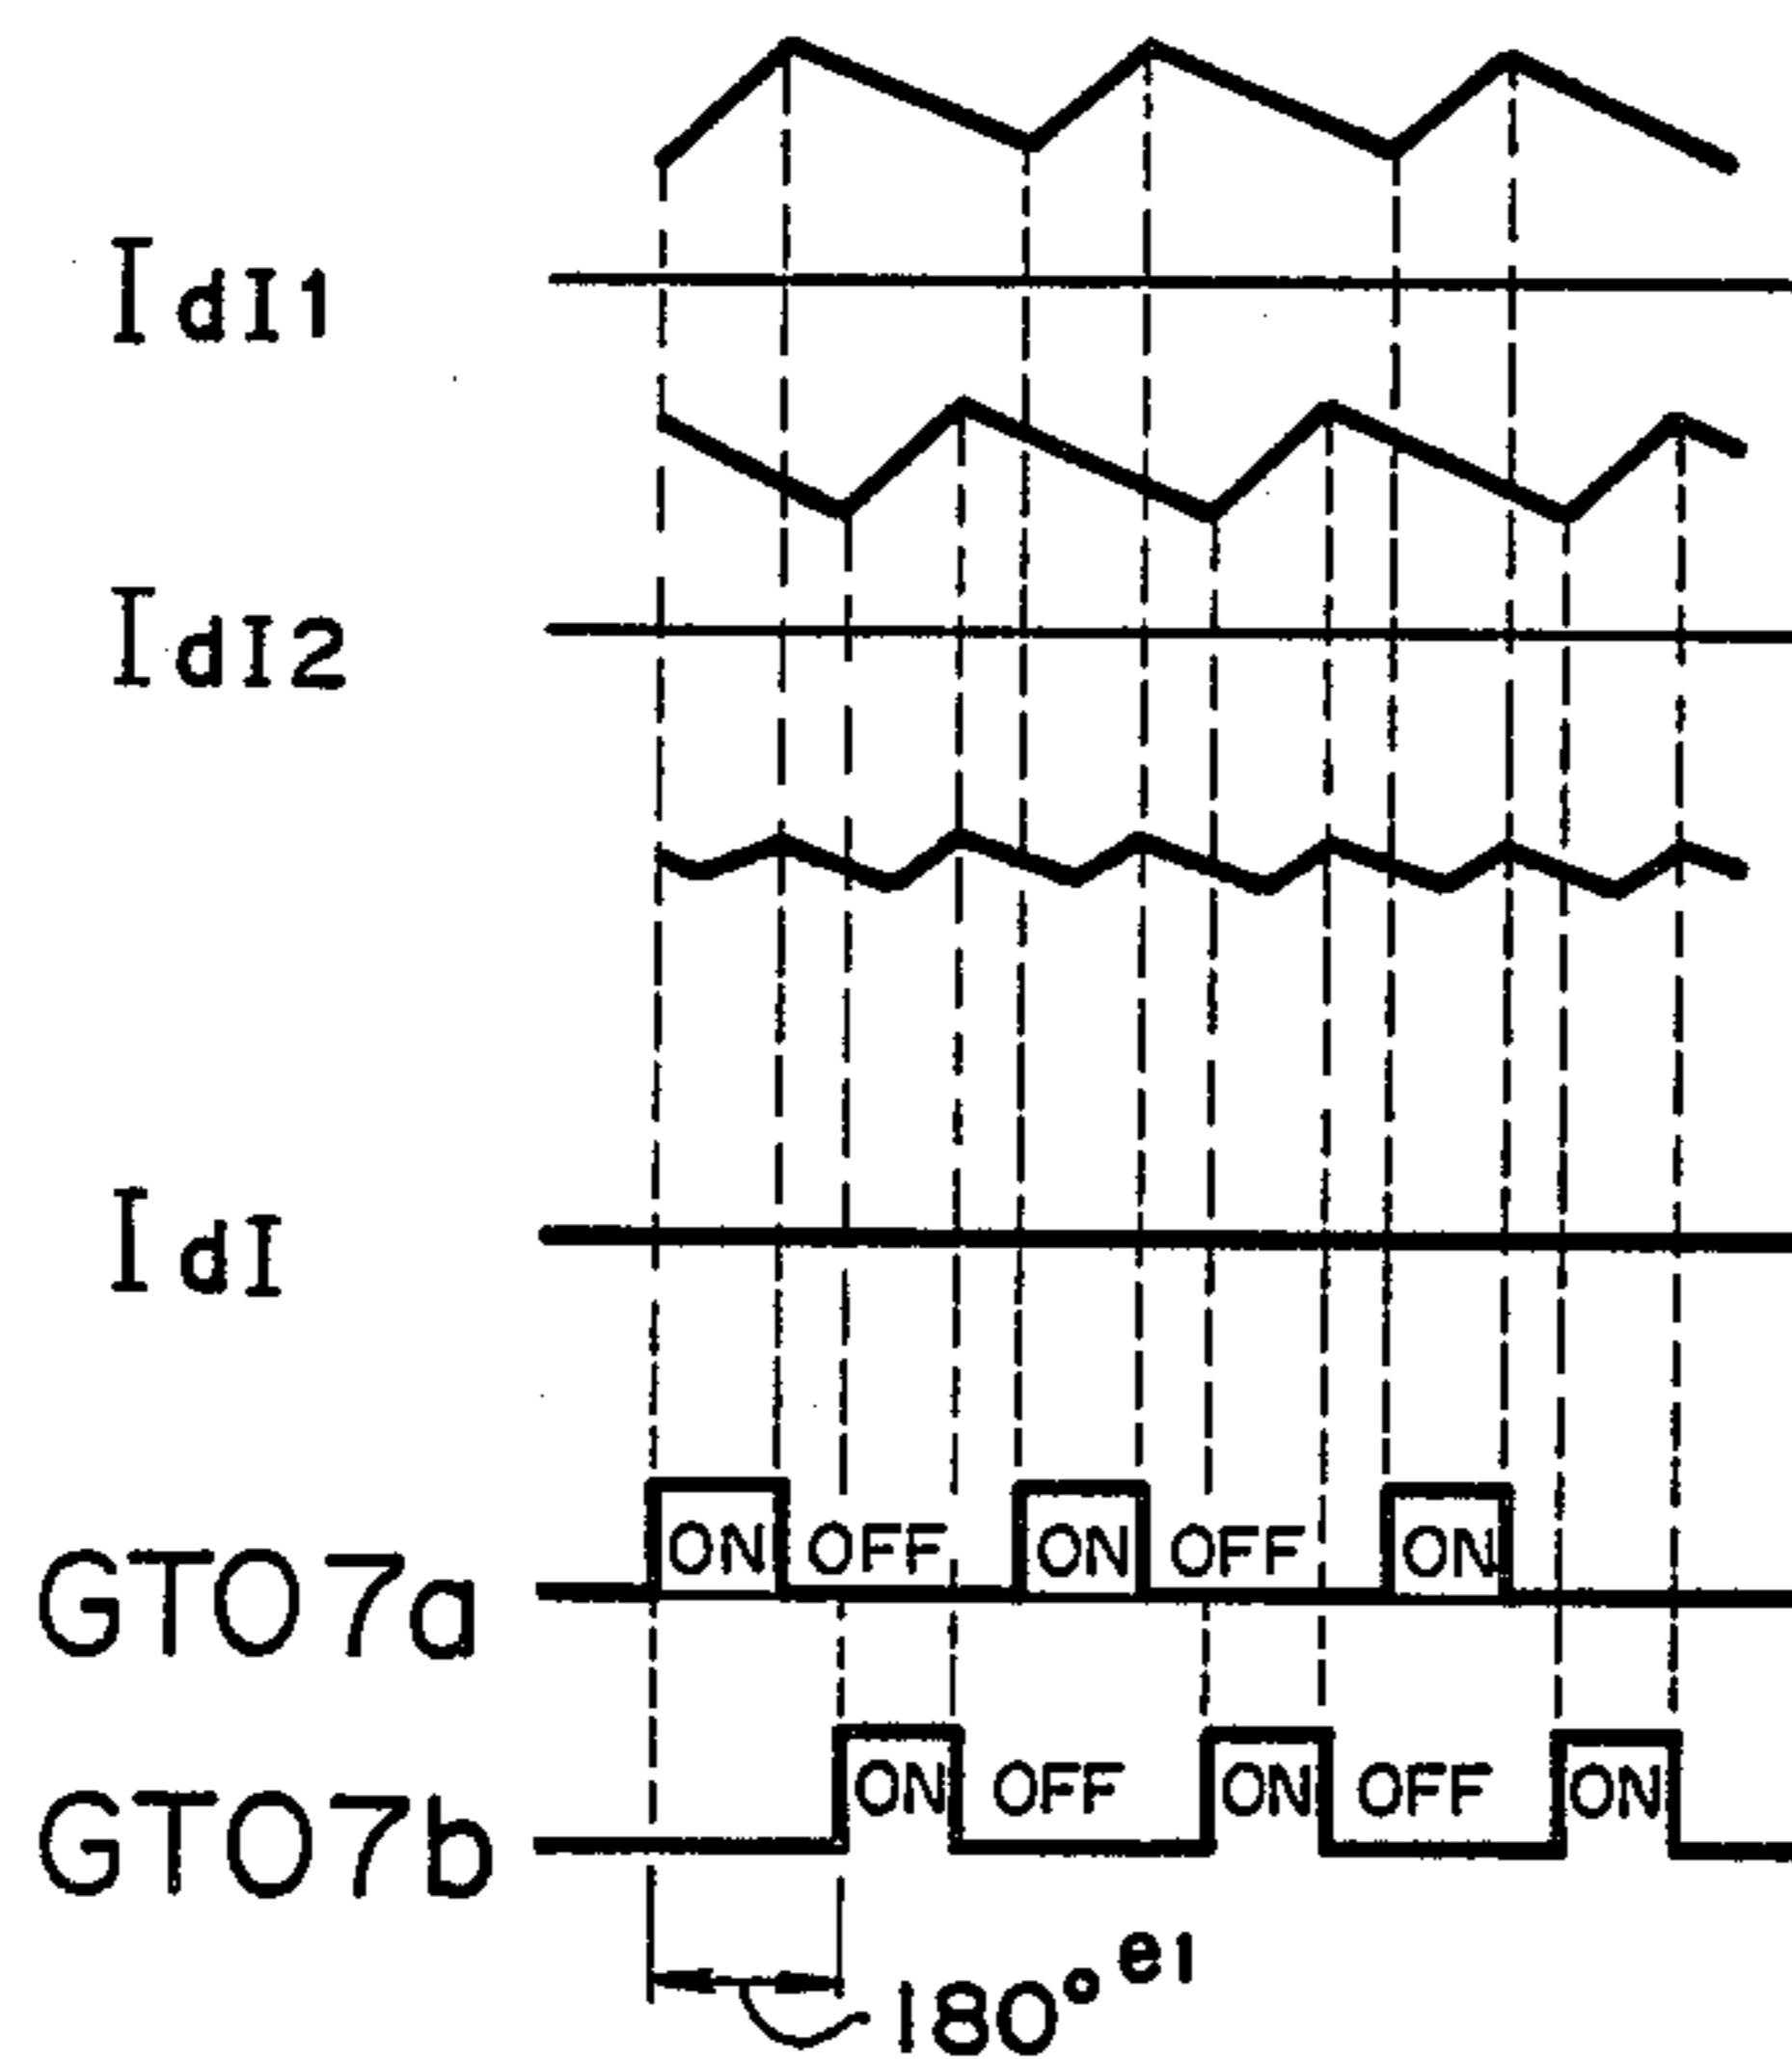 IdI1
IdI2
IdI
GTO7a ON OFF ON OFF ON
GTO7b ON OFF ON OFF ON
180° el